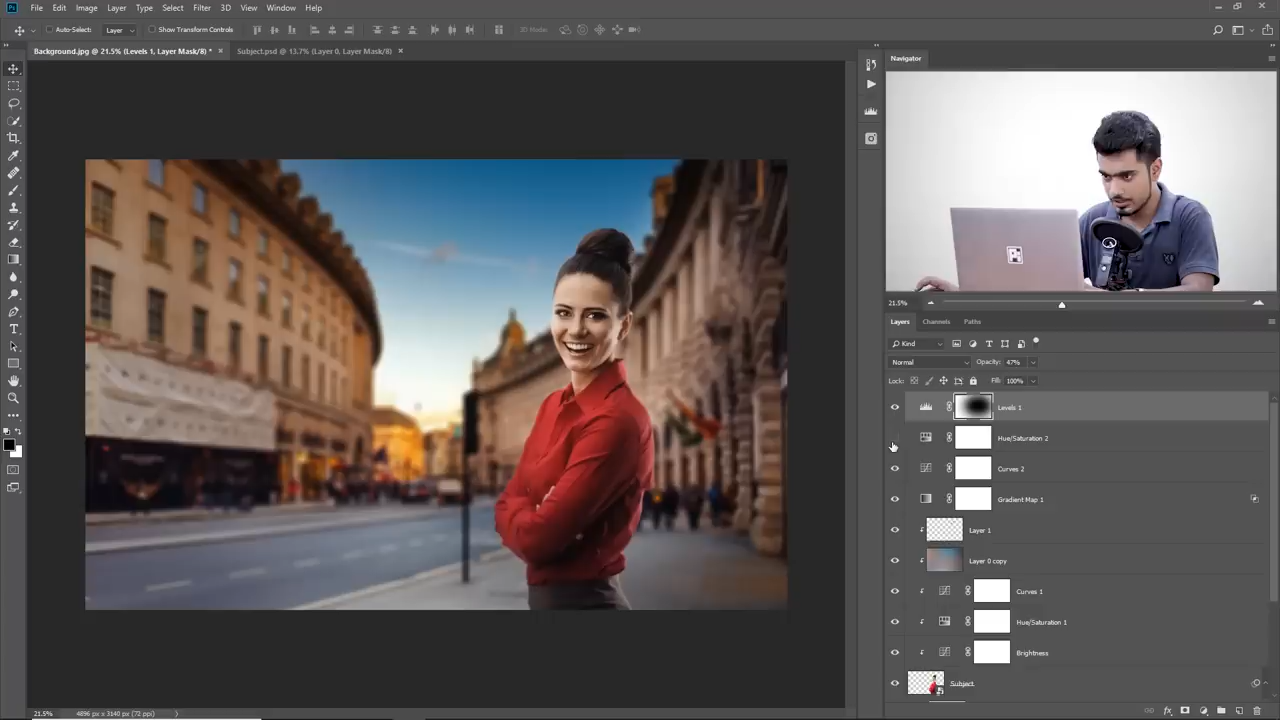 Ps File Edit Image Layer Type Select Filter 3D View Window Help
Auto-Select: Layer Show Transform Controls 3D Mode:
Background.jpg @ 21.5% (Levels 1, Layer Mask/8) * × Subject.psd @ 13.7% (Layer 0, Layer Mask/8) ×
Navigator
21.5%
Layers Channels Paths
Kind
Normal Opacity: 47%
Lock: Fill: 100%
Levels 1
Hue/Saturation 2
Curves 2
Gradient Map 1
Layer 1
Layer 0 copy
Curves 1
Hue/Saturation 1
Brightness
Subject
21.5% 4896 px x 3140 px (72 ppi)